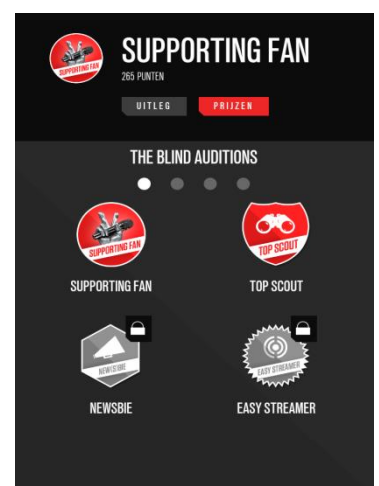 SUPPORTING FAN
SUPPORTING FAN
265 PUNTEN
UITLEG PRIJZEN
THE BLIND AUDITIONS
SUPPORTING FAN TOP SCOUT
SUPPORTING FAN TOP SCOUT
NEWSBIE EASY STREAMER
NEWSBIE EASY STREAMER